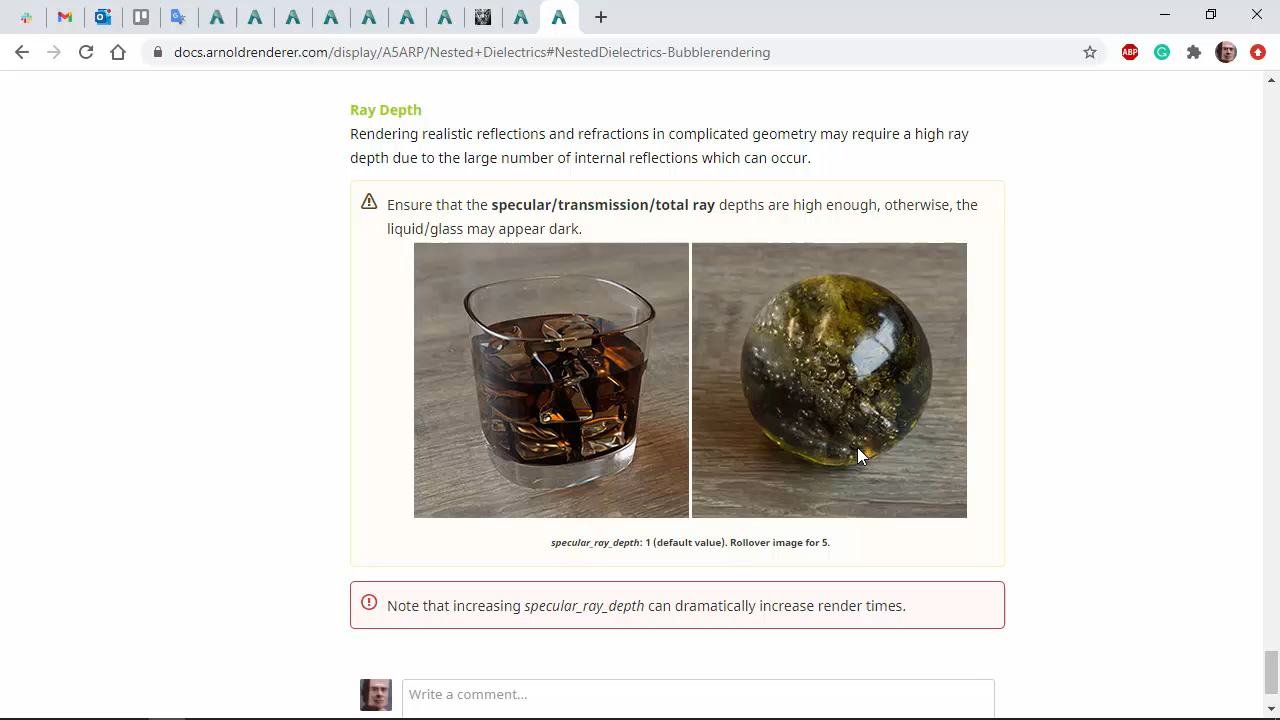 docs.arnoldrenderer.com/display/A5ARP/Nested+Dielectrics#NestedDielectrics-Bubblerendering
ABP
Ray Depth
Rendering realistic reflections and refractions in complicated geometry may require a high ray
depth due to the large number of internal reflections which can occur.
Ensure that the specular/transmission/total ray depths are high enough, otherwise, the
liquid/glass may appear dark.
specular_ray_depth: 1 (default value). Rollover image for 5.
Note that increasing specular_ray_depth can dramatically increase render times.
Write a comment...